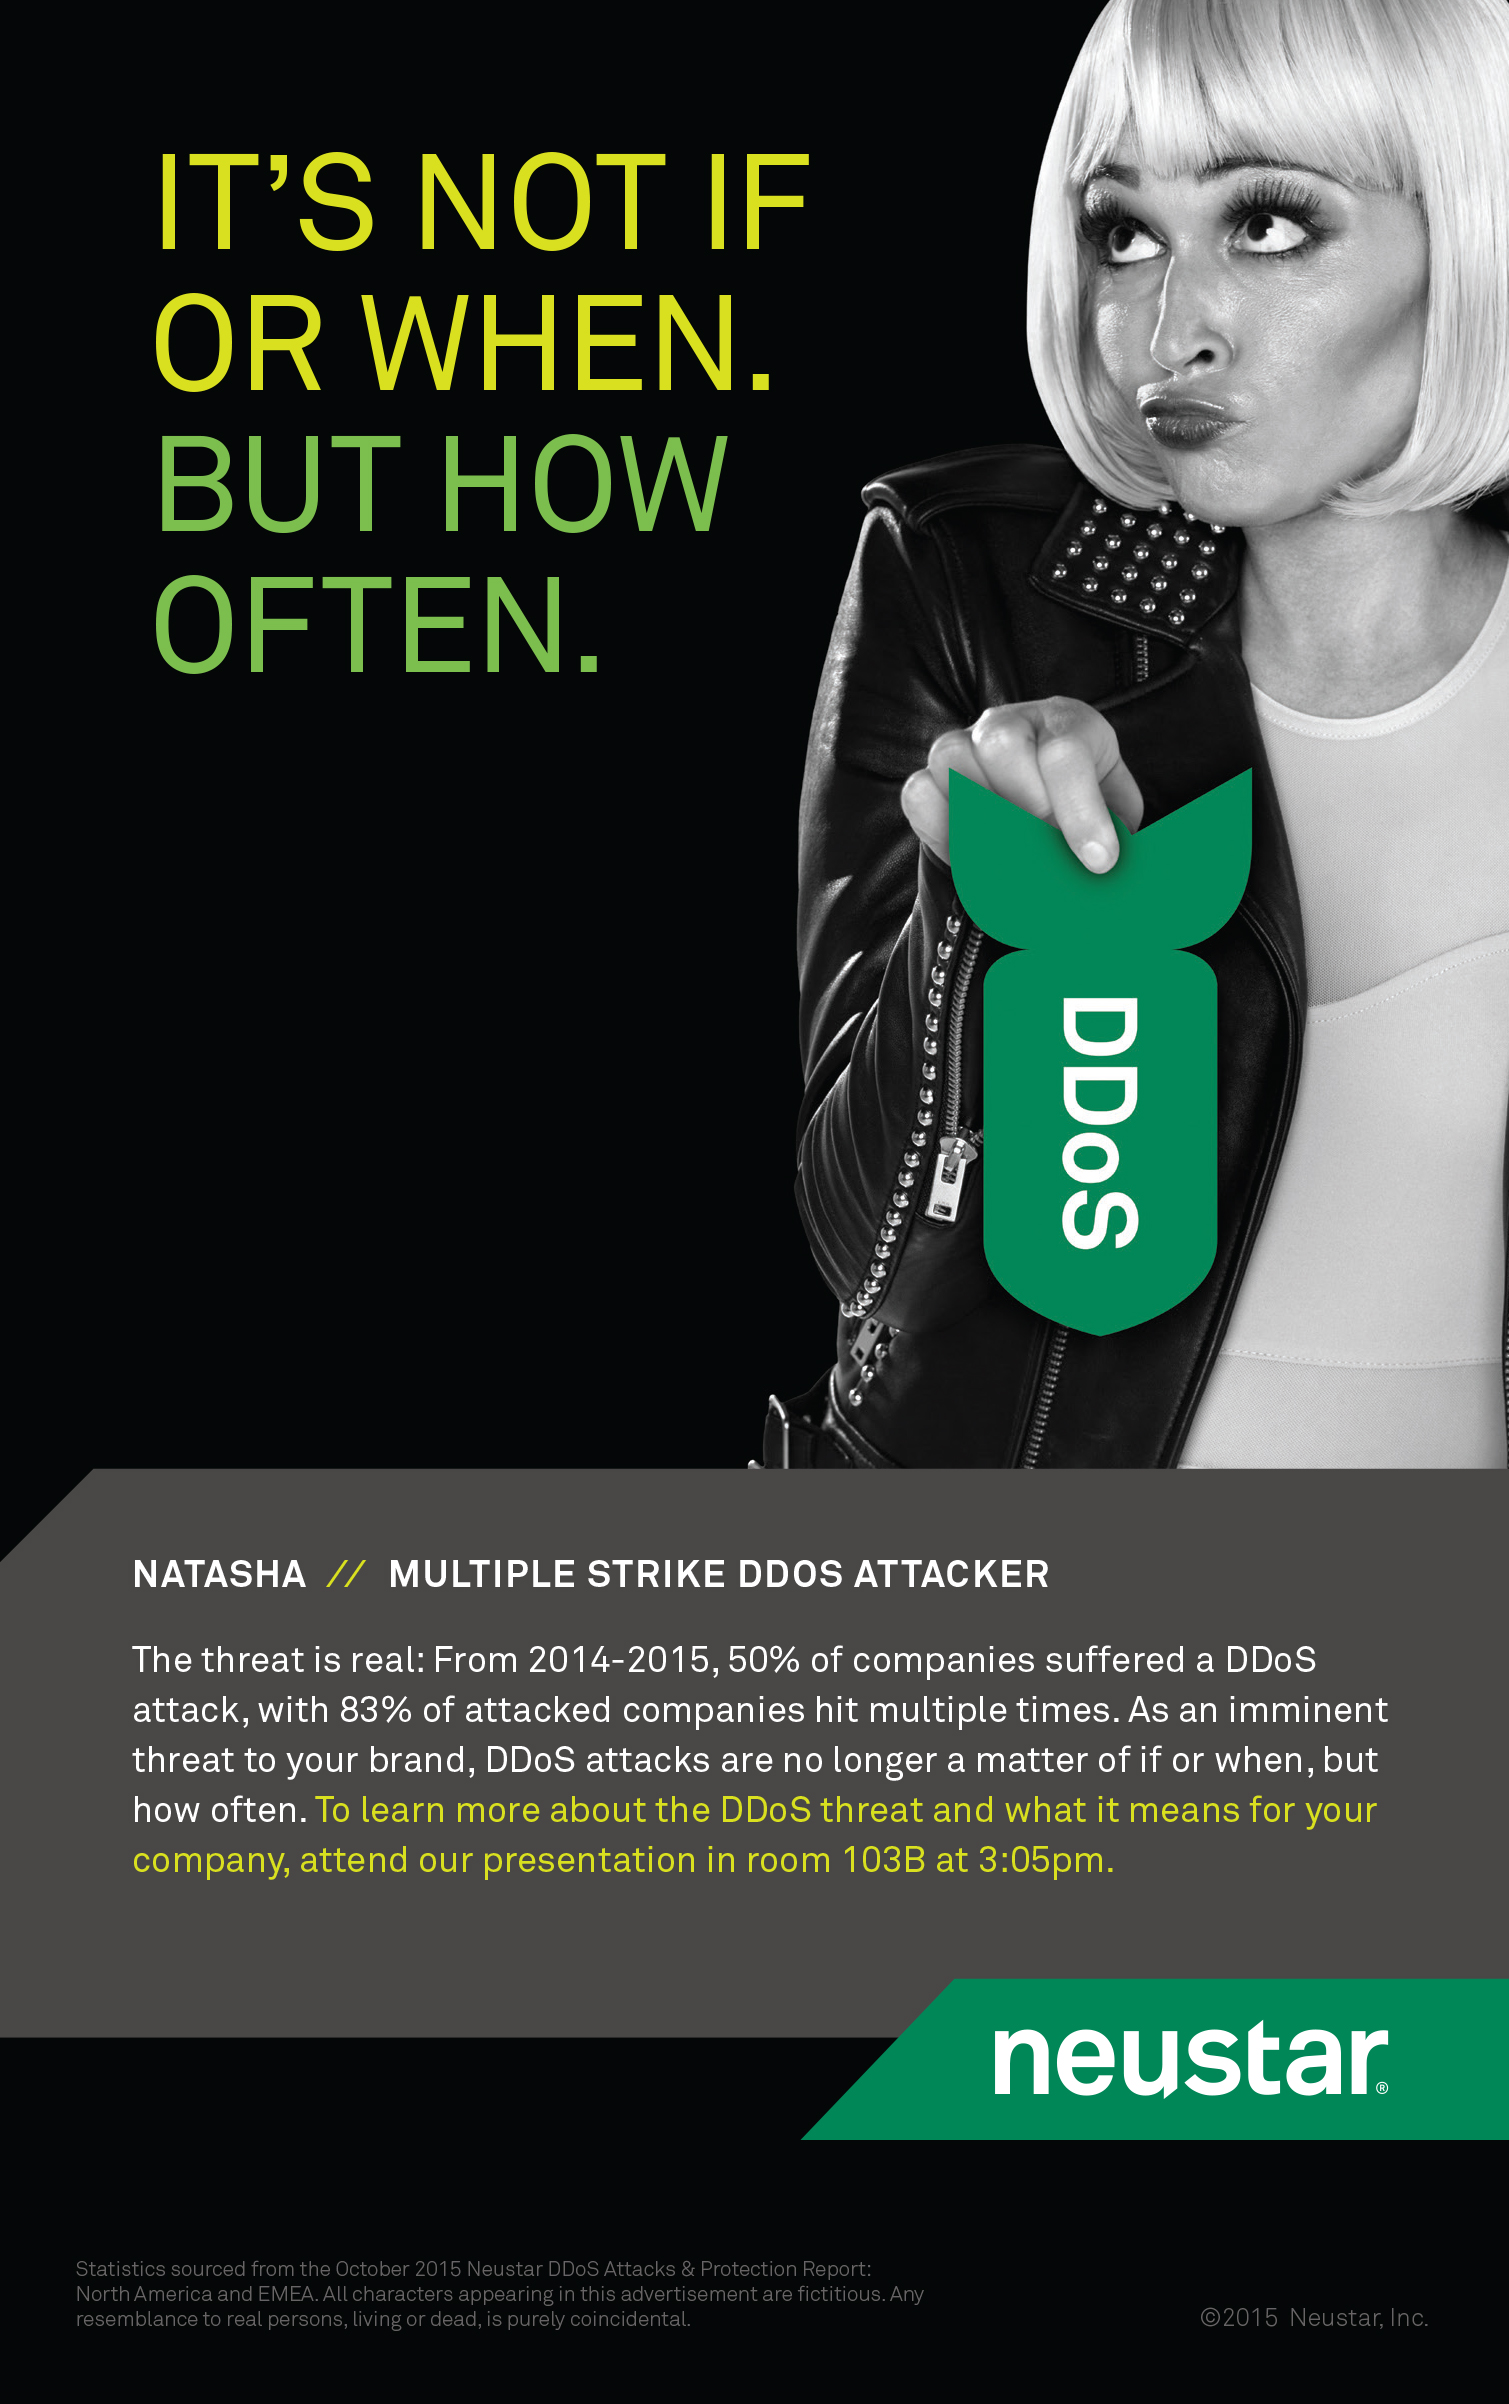 IT’S NOT IF
OR WHEN.
BUT HOW
OFTEN.
DDoS
NATASHA // MULTIPLE STRIKE DDOS ATTACKER
The threat is real: From 2014-2015, 50% of companies suffered a DDoS
attack, with 83% of attacked companies hit multiple times. As an imminent
threat to your brand, DDoS attacks are no longer a matter of if or when, but
how often. To learn more about the DDoS threat and what it means for your
company, attend our presentation in room 103B at 3:05pm.
neustar®
Statistics sourced from the October 2015 Neustar DDoS Attacks & Protection Report:
North America and EMEA. All characters appearing in this advertisement are fictitious. Any
resemblance to real persons, living or dead, is purely coincidental.
©2015 Neustar, Inc.